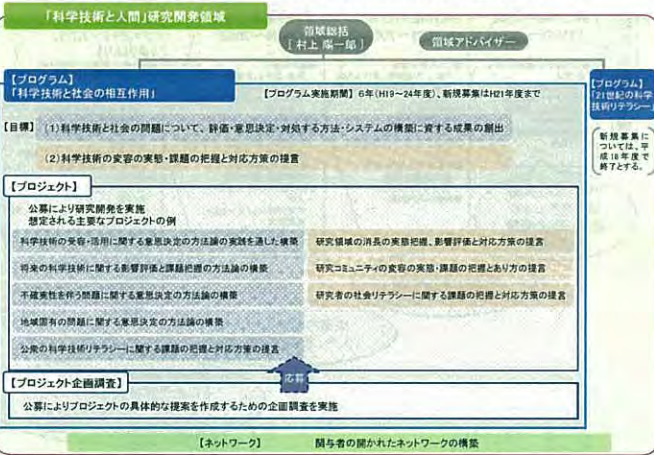 「科学技術と人間」研究開発領域
領域総括
[村上 陽一郎]
領域アドバイザー
【プログラム】
「科学技術と社会の相互作用」
【プログラム実施期間】 6年(H19～24年度)、新規募集はH21年度まで
【プログラム】
「21世紀の科学
技術リテラシー」
【目標】 (1)科学技術と社会の問題について、評価・意思決定・対処する方法・システムの構築に資する成果の創出
(2)科学技術の変容の実態・課題の把握と対応方策の提言
新規募集に
ついては、平
成18年度で
終了とする。
【プロジェクト】
公募により研究開発を実施
想定される主要なプロジェクトの例
科学技術の受容・活用に関する意思決定の方法論の実践を通した構築
研究領域の消長の実態把握、影響評価と対応方策の提言
将来の科学技術に関する影響評価と課題把握の方法論の構築
研究コミュニティの変容の実態・課題の把握とあり方の提言
不確実性を伴う問題に関する意思決定の方法論の構築
研究者の社会リテラシーに関する課題の把握と対応方策の提言
地域固有の問題に関する意思決定の方法論の構築
公衆の科学技術リテラシーに関する課題の把握と対応方策の提言
応募
【プロジェクト企画調査】
公募によりプロジェクトの具体的な提案を作成するための企画調査を実施
【ネットワーク】 関与者の開かれたネットワークの構築